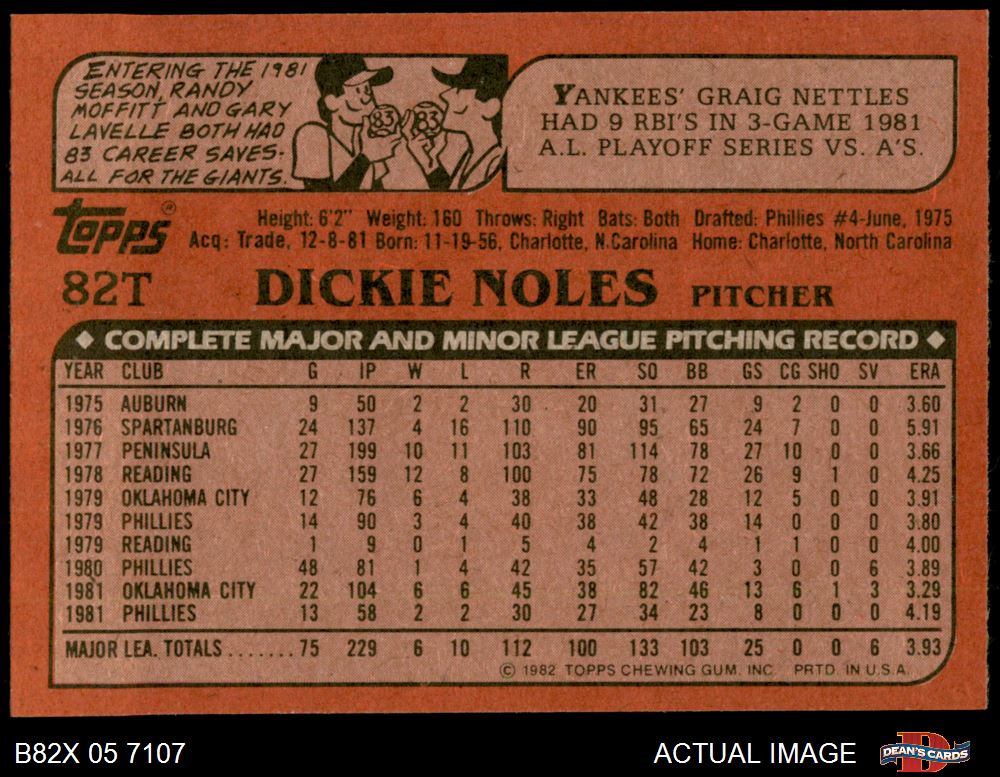 ENTERING THE 1981
SEASON, RANDY
MOFFITT AND GARY
LAVELLE BOTH HAD
83 CAREER SAVES-
ALL FOR THE GIANTS.
83 83
YANKEES' GRAIG NETTLES
HAD 9 RBI'S IN 3-GAME 1981
A.L. PLAYOFF SERIES VS. A'S.
topps®
Height: 6'2" Weight: 160 Throws: Right Bats: Both Drafted: Phillies #4-June, 1975
Acq: Trade, 12-8-81 Born: 11-19-56, Charlotte, N.Carolina Home: Charlotte, North Carolina
82T DICKIE NOLES PITCHER
◆ COMPLETE MAJOR AND MINOR LEAGUE PITCHING RECORD ◆
YEAR CLUB G IP W L R ER SO BB GS CG SHO SV ERA
1975 AUBURN 9 50 2 2 30 20 31 27 9 2 0 0 3.60
1976 SPARTANBURG 24 137 4 16 110 90 95 65 24 7 0 0 5.91
1977 PENINSULA 27 199 10 11 103 81 114 78 27 10 0 0 3.66
1978 READING 27 159 12 8 100 75 78 72 26 9 1 0 4.25
1979 OKLAHOMA CITY 12 76 6 4 38 33 48 28 12 5 0 0 3.91
1979 PHILLIES 14 90 3 4 40 38 42 38 14 0 0 0 3.80
1979 READING 1 9 0 1 5 4 2 4 1 1 0 0 4.00
1980 PHILLIES 48 81 1 4 42 35 57 42 3 0 0 6 3.89
1981 OKLAHOMA CITY 22 104 6 6 45 38 82 46 13 6 1 3 3.29
1981 PHILLIES 13 58 2 2 30 27 34 23 8 0 0 0 4.19
MAJOR LEA. TOTALS ....... 75 229 6 10 112 100 133 103 25 0 0 6 3.93
© 1982 TOPPS CHEWING GUM. INC. PRTD. IN U.S.A.
B82X 05 7107 ACTUAL IMAGE DEAN'S CARDS